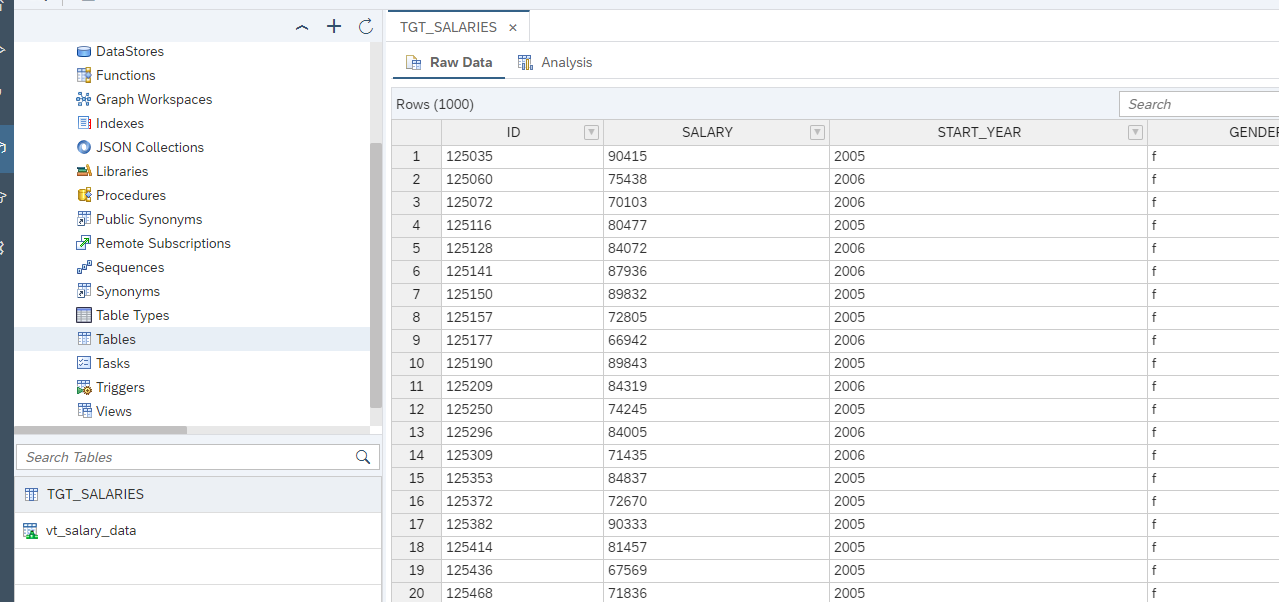 DataStores
Functions
Graph Workspaces
Indexes
JSON Collections
Libraries
Procedures
Public Synonyms
Remote Subscriptions
Sequences
Synonyms
Table Types
Tables
Tasks
Triggers
Views
Search Tables
TGT_SALARIES
vt_salary_data
TGT_SALARIES ×
Raw Data Analysis
Rows (1000) Search
ID SALARY START_YEAR GENDER
1 125035 90415 2005 f
2 125060 75438 2006 f
3 125072 70103 2006 f
4 125116 80477 2005 f
5 125128 84072 2006 f
6 125141 87936 2006 f
7 125150 89832 2005 f
8 125157 72805 2005 f
9 125177 66942 2006 f
10 125190 89843 2005 f
11 125209 84319 2006 f
12 125250 74245 2005 f
13 125296 84005 2006 f
14 125309 71435 2006 f
15 125353 84837 2005 f
16 125372 72670 2005 f
17 125382 90333 2005 f
18 125414 81457 2005 f
19 125436 67569 2005 f
20 125468 71836 2005 f